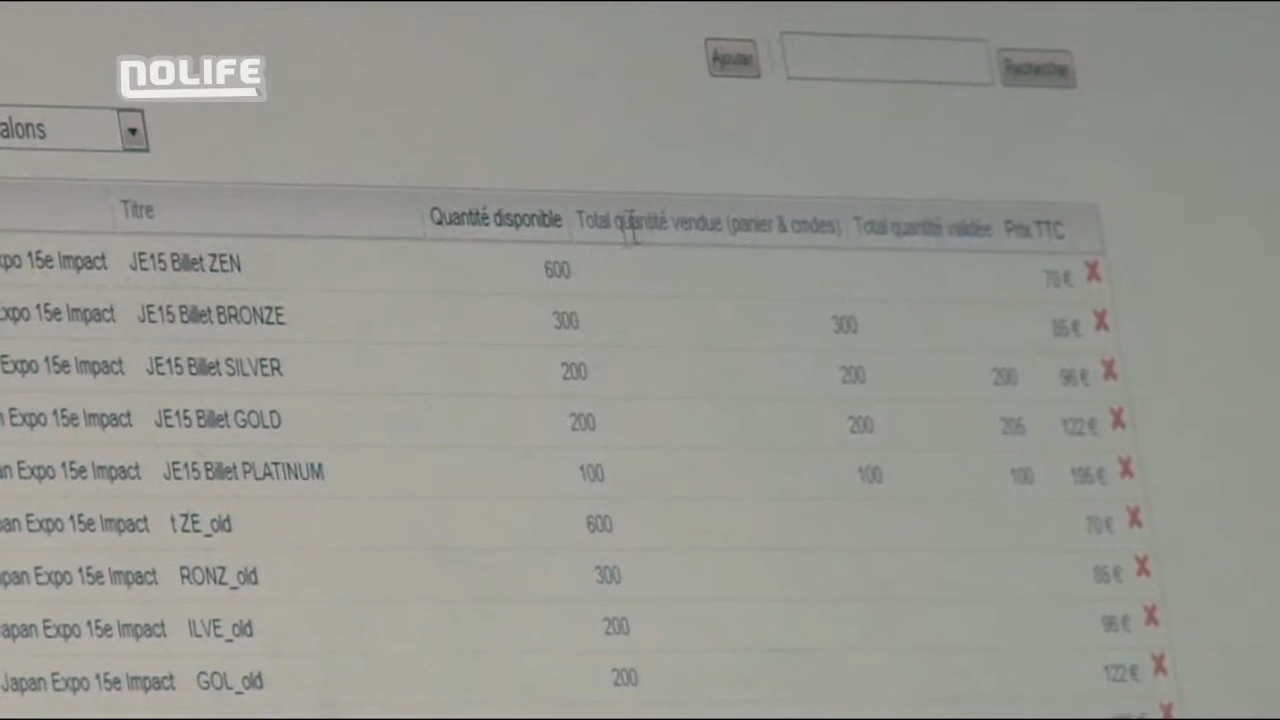 NOLIFE
Ajouter Rechercher
alons
Titre Quantité disponible Total quantité vendue (panier & cmdes) Total quantité validée Prix TTC
xpo 15e Impact JE15 Billet ZEN 600 70 €
Expo 15e Impact JE15 Billet BRONZE 300 300 85 €
Expo 15e Impact JE15 Billet SILVER 200 200 200 96 €
n Expo 15e Impact JE15 Billet GOLD 200 200 205 122 €
an Expo 15e Impact JE15 Billet PLATINUM 100 100 100 195 €
pan Expo 15e Impact t ZE_old 600 70 €
apan Expo 15e Impact RONZ_old 300 85 €
Japan Expo 15e Impact ILVE_old 200 96 €
Japan Expo 15e Impact GOL_old 200 122 €